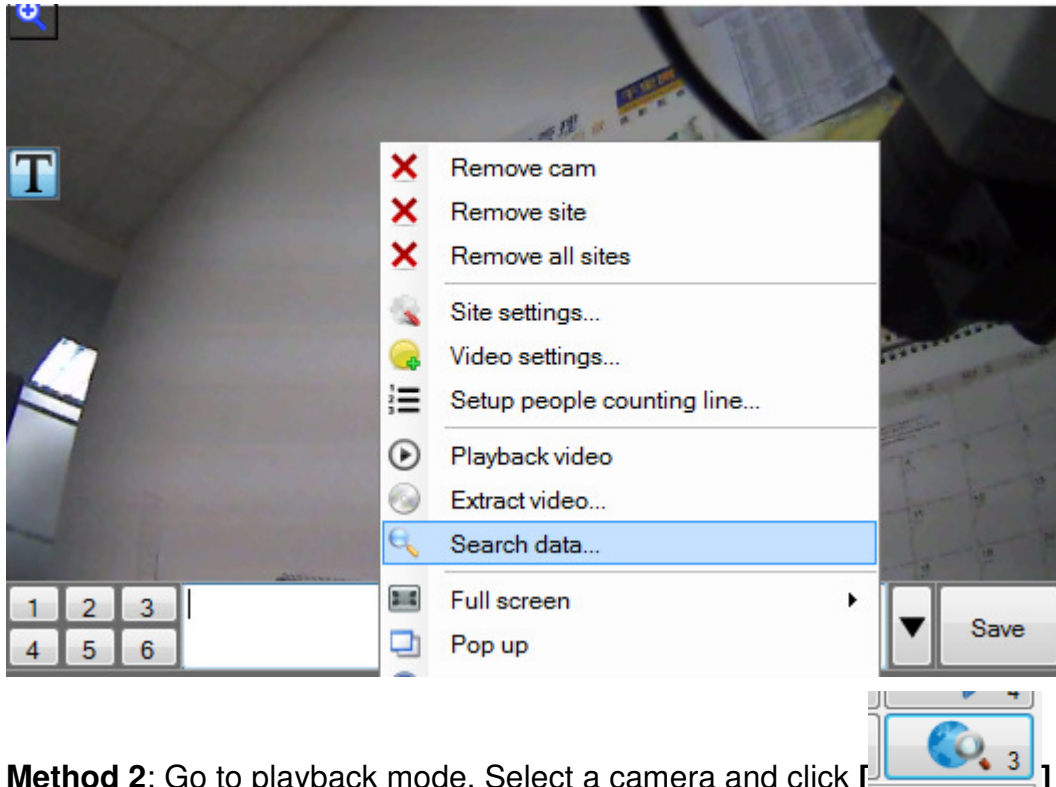 T
Remove cam
Remove site
Remove all sites
Site settings...
Video settings...
Setup people counting line...
Playback video
Extract video...
Search data...
Full screen
Pop up
1 2 3
4 5 6
Save
4
3
Method 2: Go to playback mode. Select a camera and click [ ]